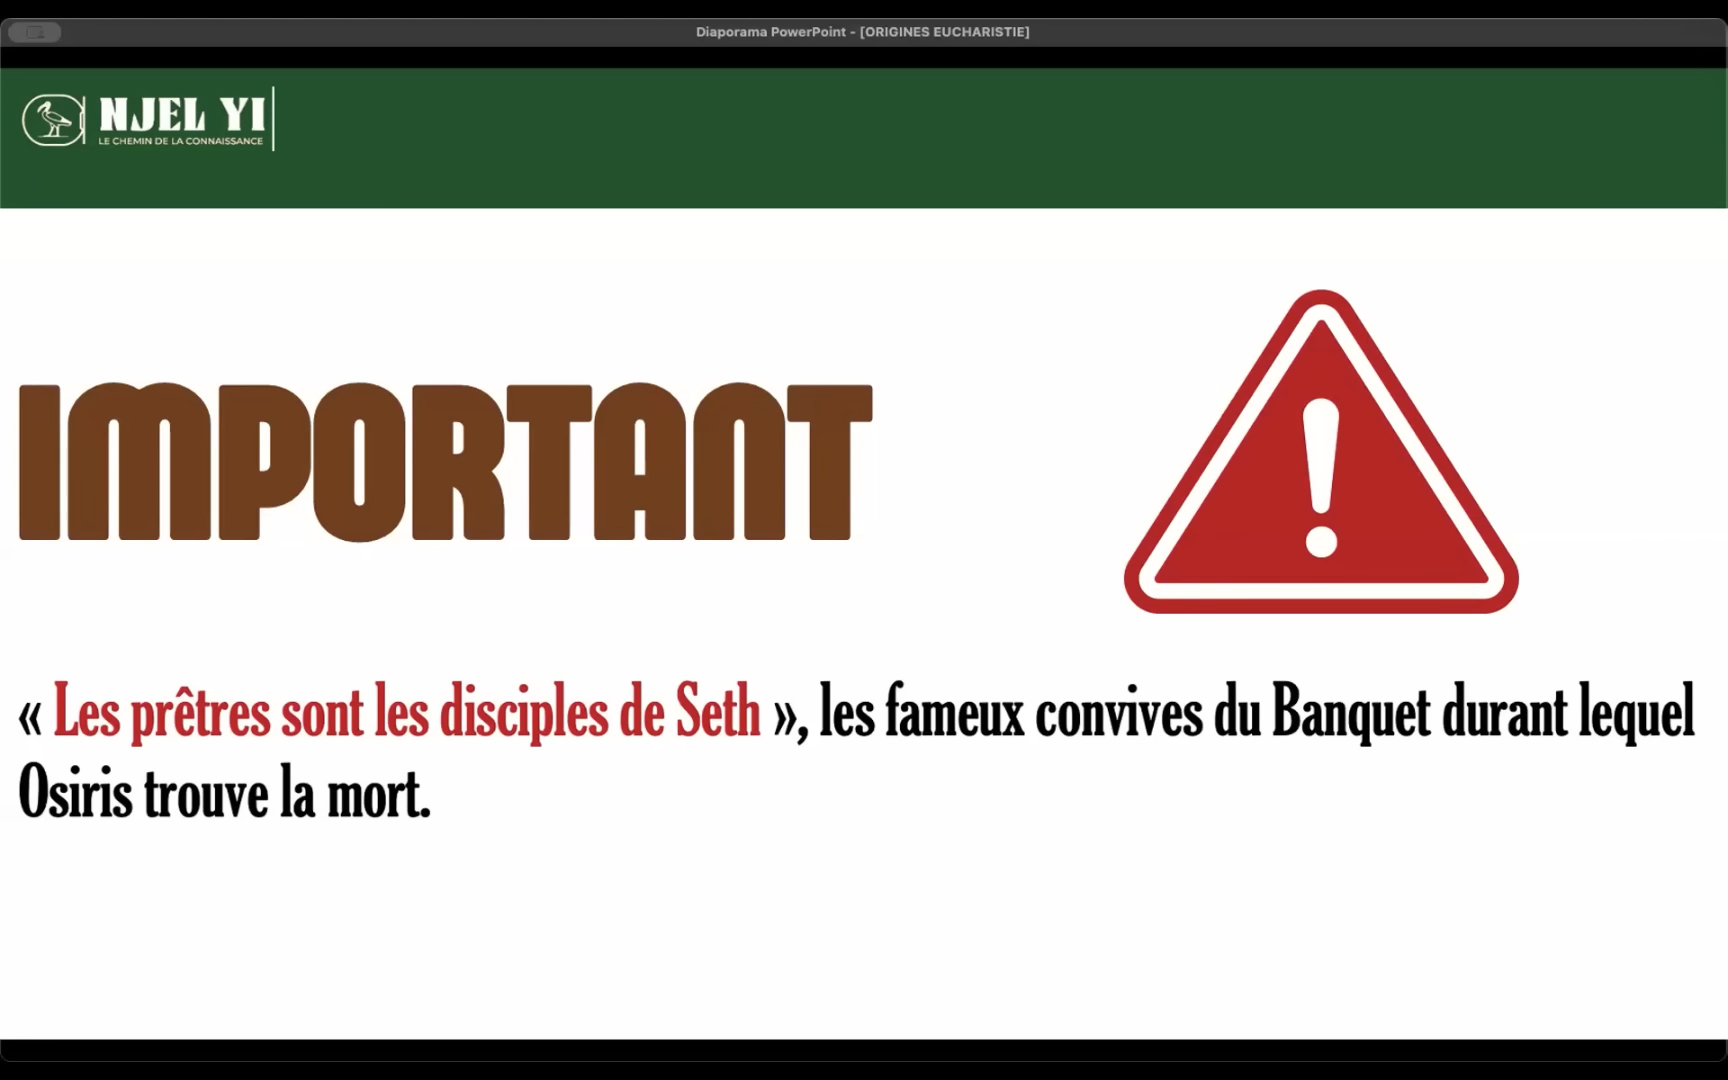 Diaporama PowerPoint - [ORIGINES EUCHARISTIE]
NJEL YI
LE CHEMIN DE LA CONNAISSANCE
IMPORTANT
« Les prêtres sont les disciples de Seth », les fameux convives du Banquet durant lequel
Osiris trouve la mort.